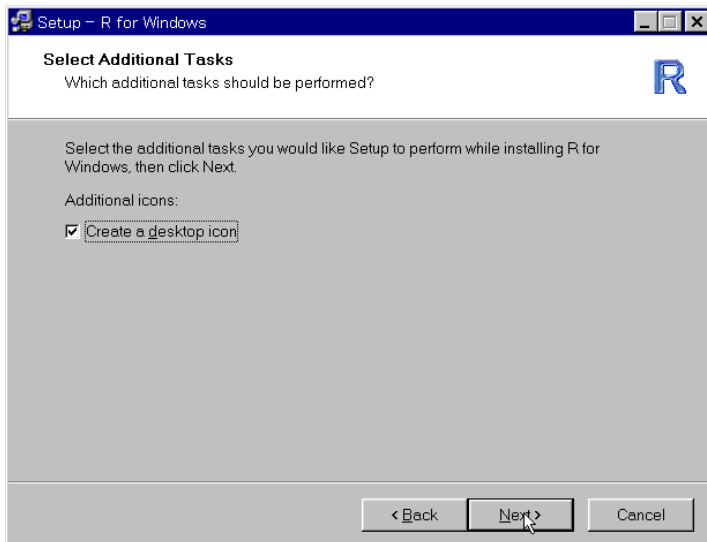 Setup – R for Windows
Select Additional Tasks
Which additional tasks should be performed?
R
Select the additional tasks you would like Setup to perform while installing R for
Windows, then click Next.
Additional icons:
Create a desktop icon
< Back Next > Cancel